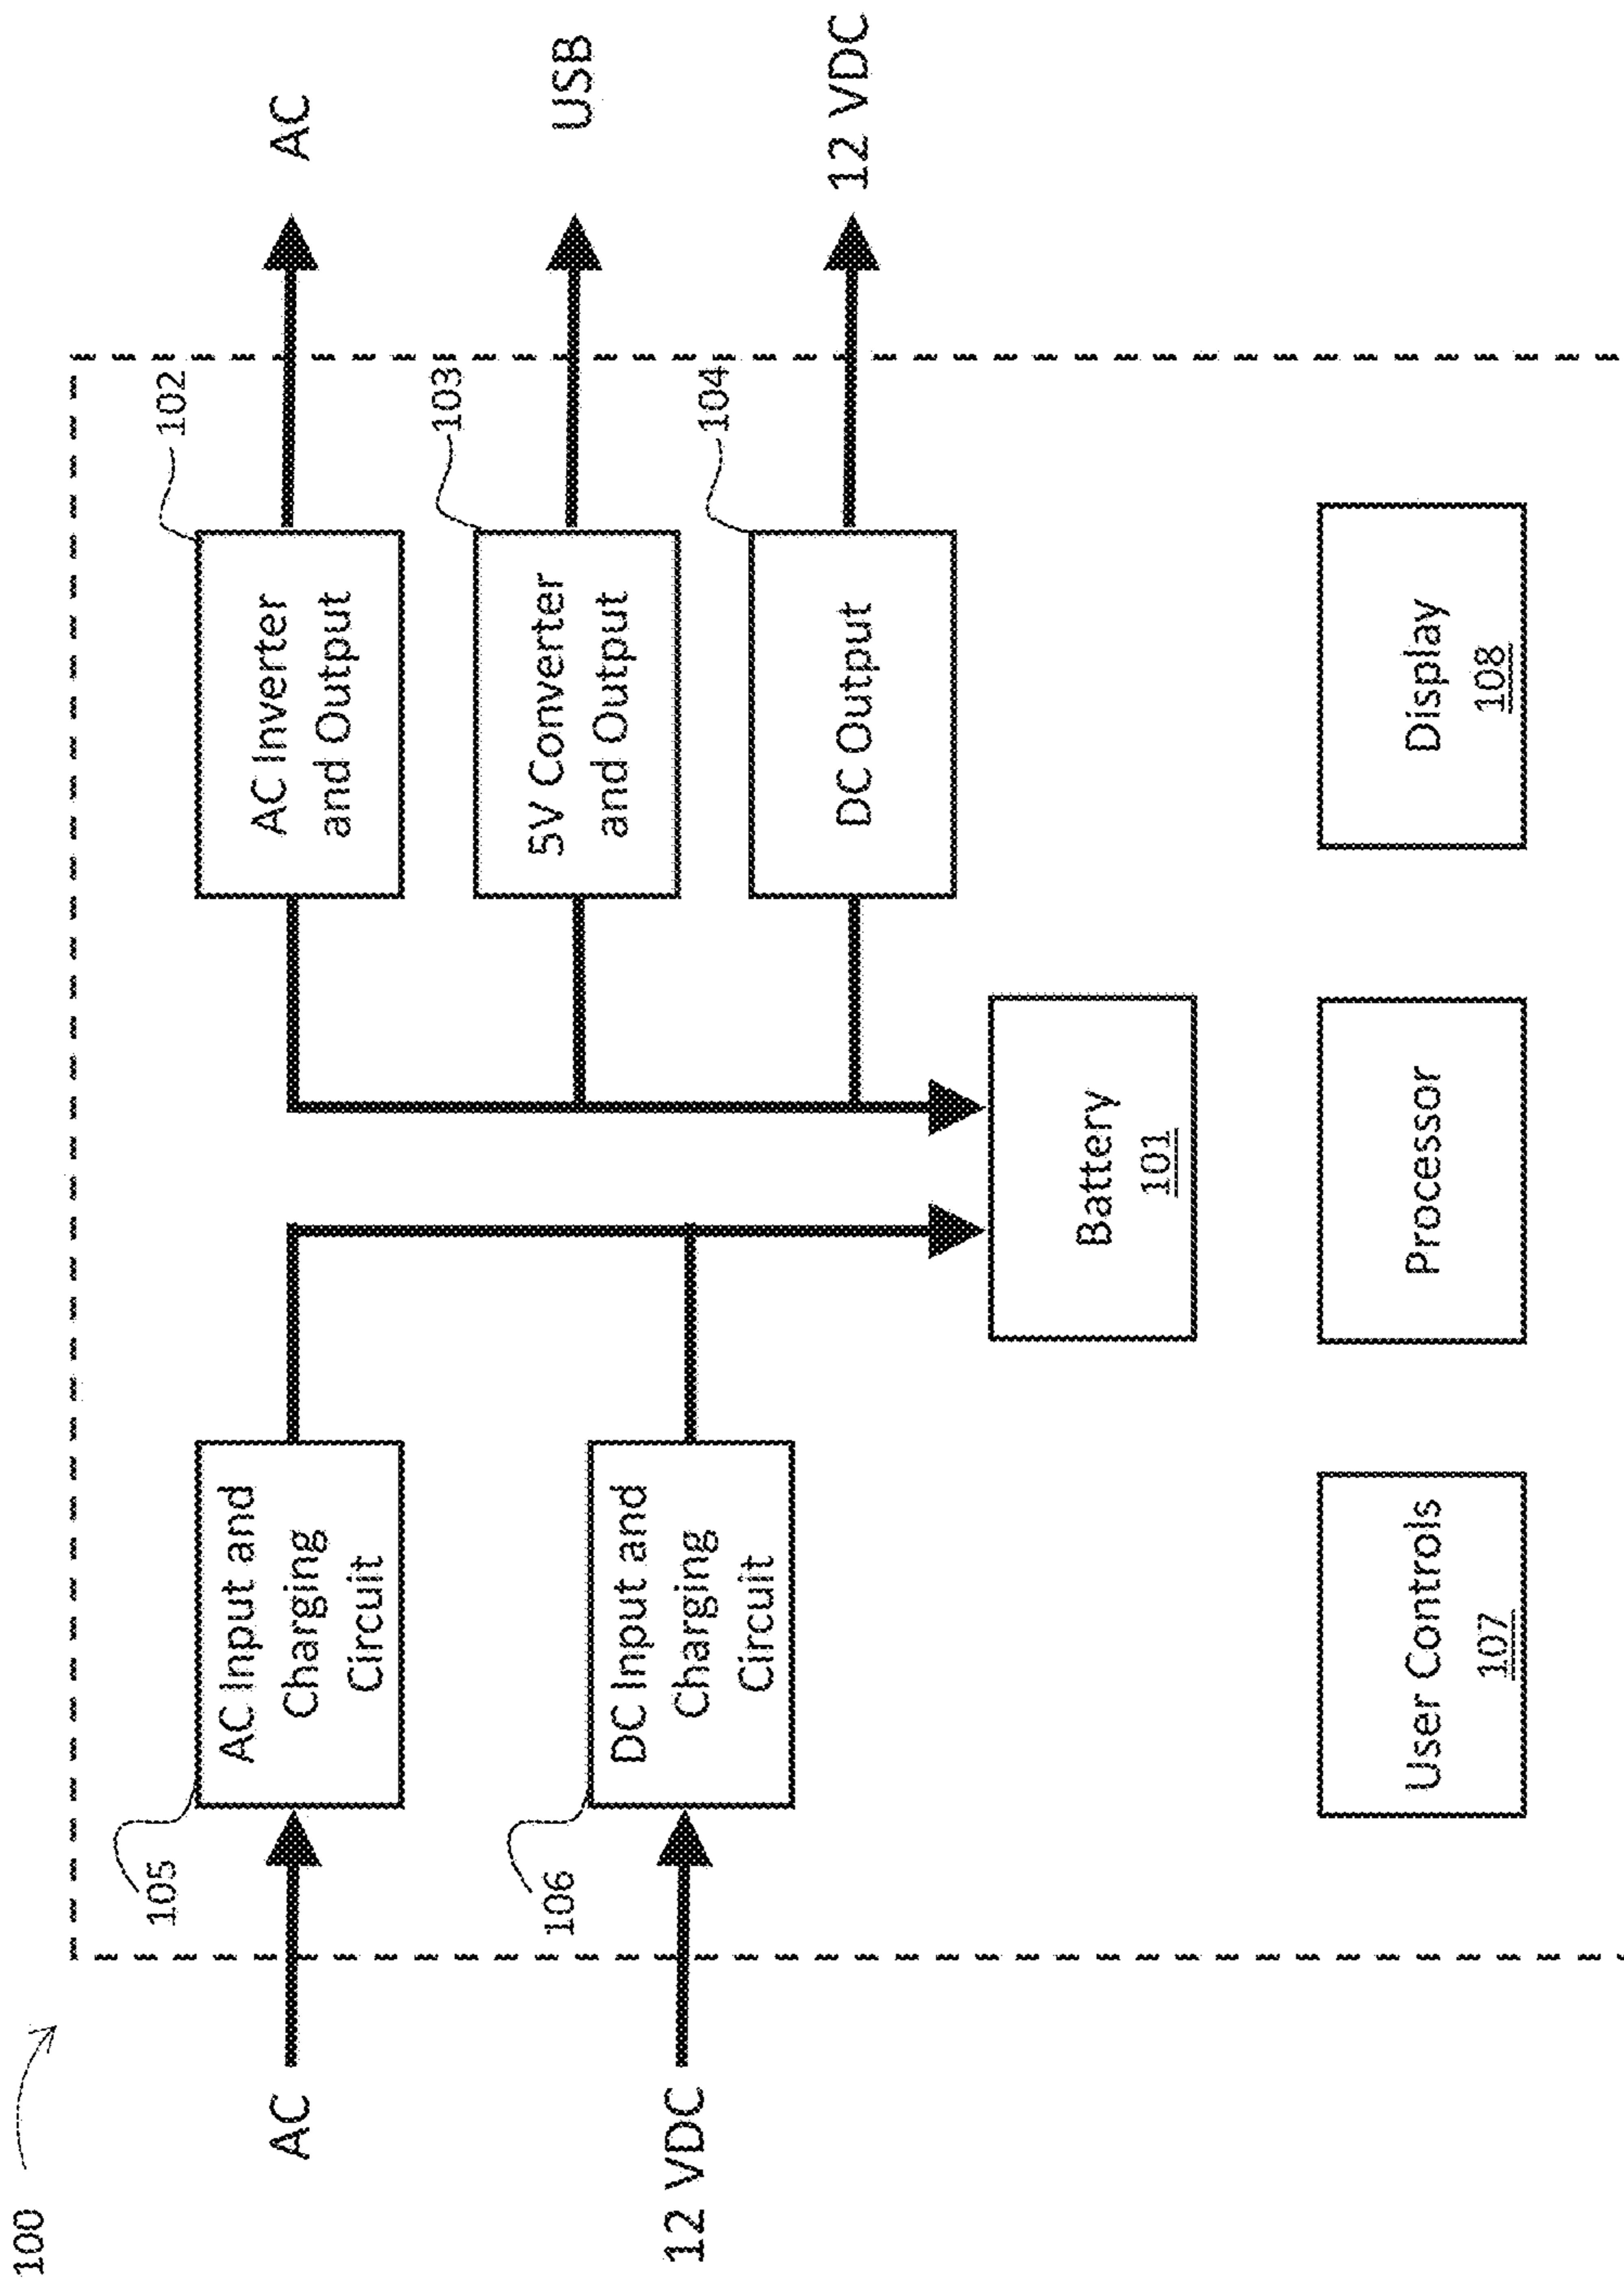 100
AC
105
AC Input and
Charging
Circuit
12 VDC
106
DC Input and
Charging
Circuit
102
AC Inverter
and Output
AC
103
5V Converter
and Output
USB
104
DC Output
12 VDC
Battery
101
User Controls
107
Processor
Display
108